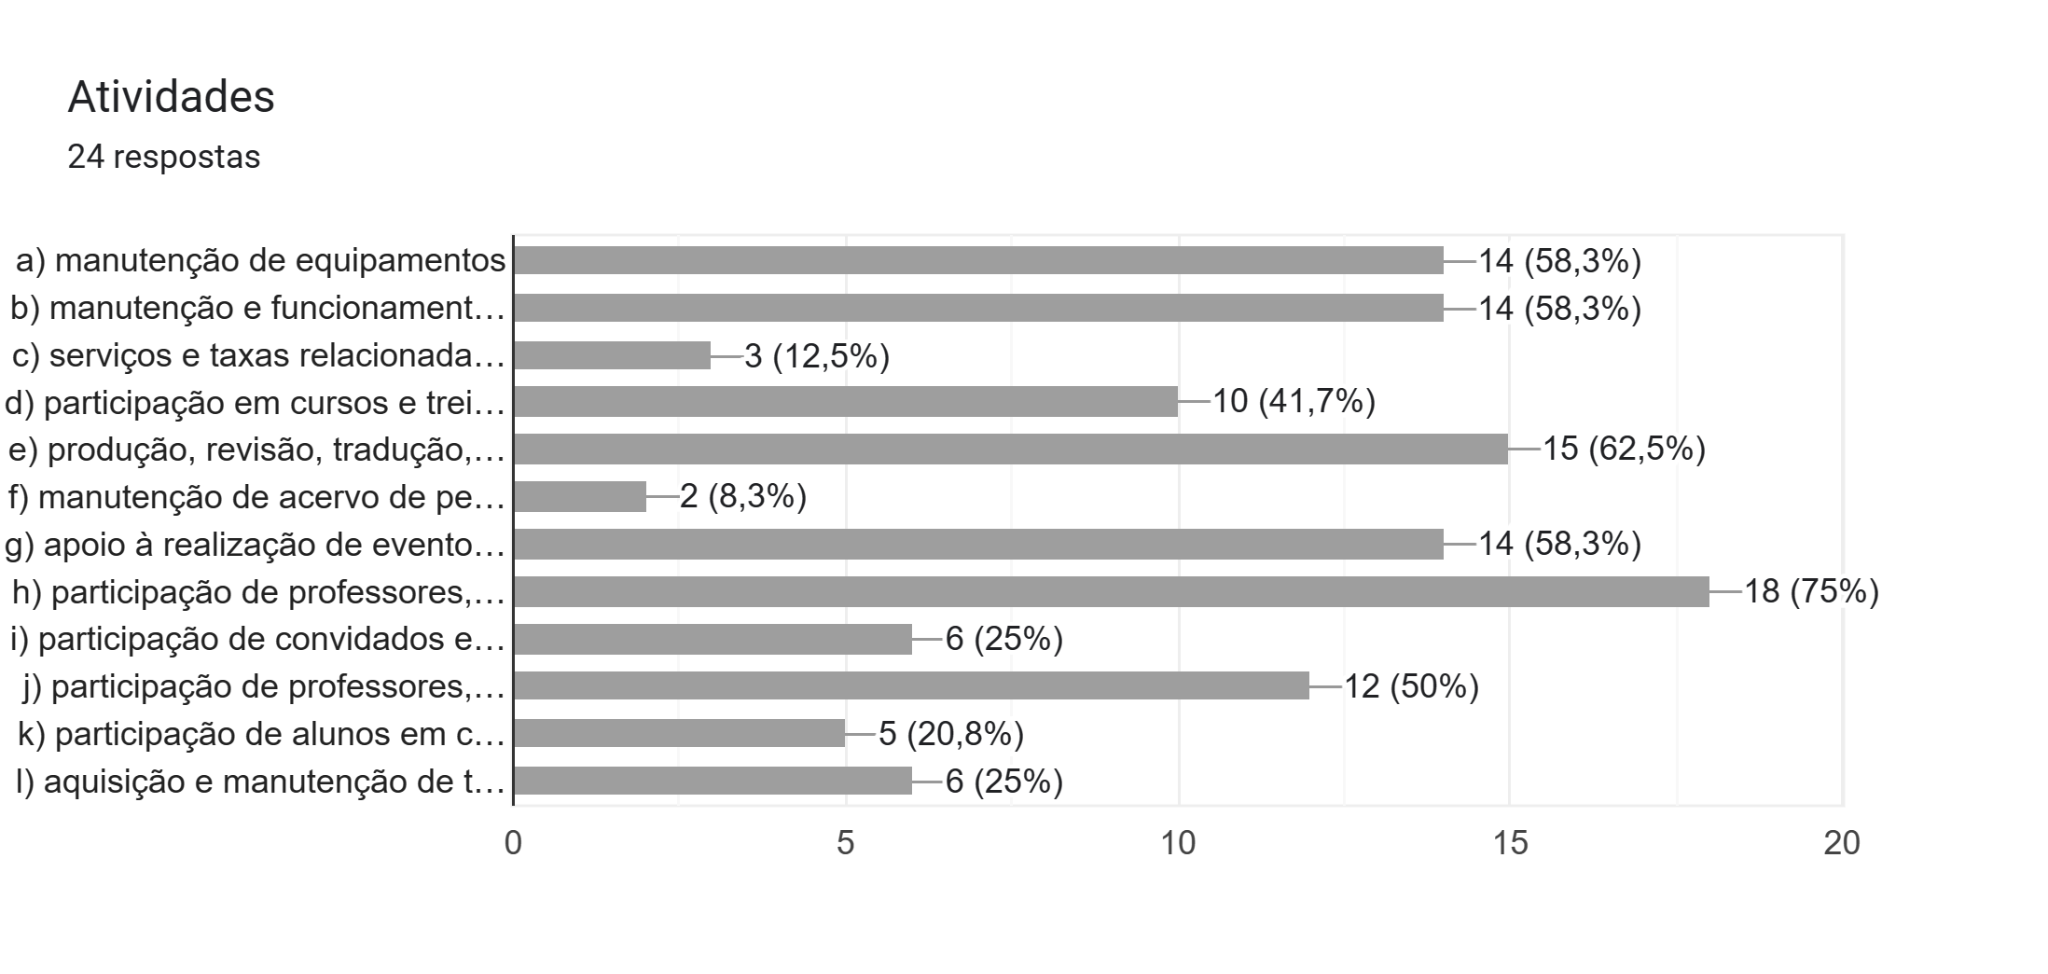 Atividades
24 respostas
a) manutenção de equipamentos 14 (58,3%)
b) manutenção e funcionament… 14 (58,3%)
c) serviços e taxas relacionada… 3 (12,5%)
d) participação em cursos e trei… 10 (41,7%)
e) produção, revisão, tradução,… 15 (62,5%)
f) manutenção de acervo de pe… 2 (8,3%)
g) apoio à realização de evento… 14 (58,3%)
h) participação de professores,… 18 (75%)
i) participação de convidados e… 6 (25%)
j) participação de professores,… 12 (50%)
k) participação de alunos em c… 5 (20,8%)
l) aquisição e manutenção de t… 6 (25%)
0 5 10 15 20